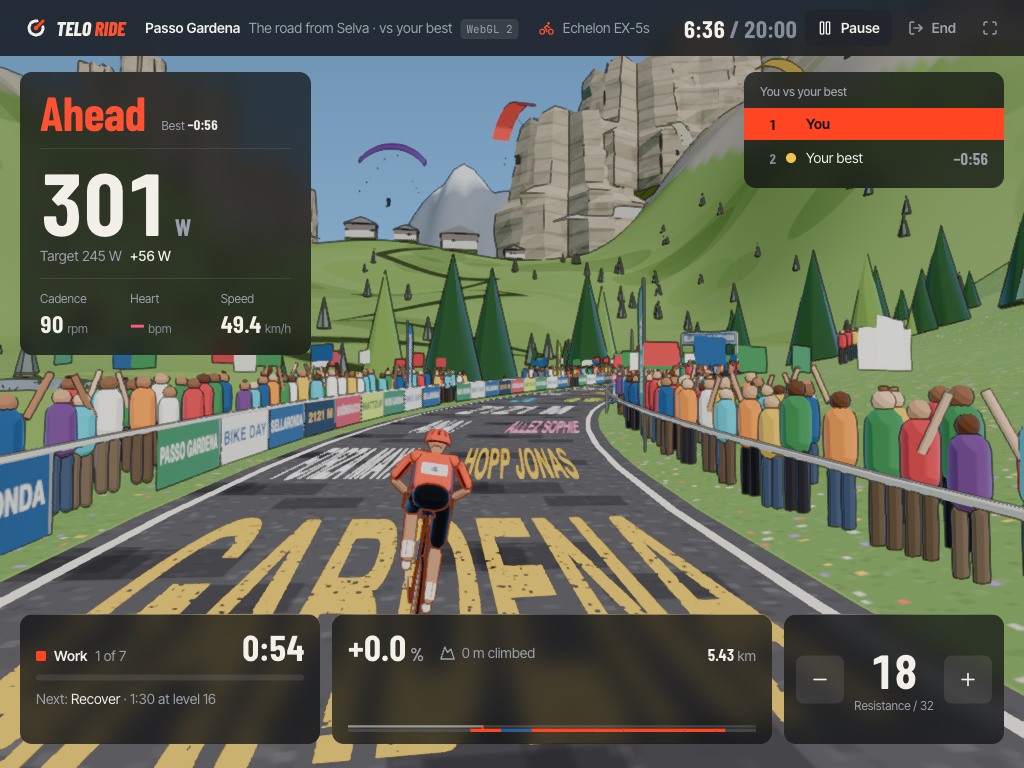 TELO RIDE
Passo Gardena The road from Selva · vs your best WebGL 2 Echelon EX-5s 6:36 / 20:00 Pause End
Ahead Best −0:56
301 W
Target 245 W +56 W
Cadence Heart Speed
90 rpm — bpm 49.4 km/h
You vs your best
1 You
2 Your best −0:56
PASSO GARDENA
BIKE DAY
SELLARONDA
2121 M
ONDA
2121 M
ALLEZ SOPHIE
HOPP JONAS
GARDENA
Work 1 of 7 0:54
Next: Recover · 1:30 at level 16
+0.0 % 0 m climbed 5.43 km
− 18 +
Resistance / 32